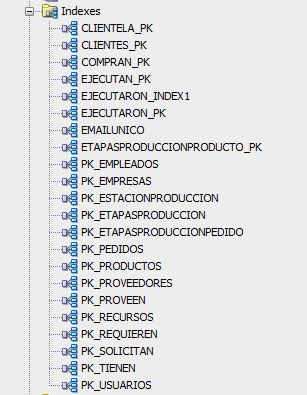 Indexes
CLIENTELA_PK
CLIENTES_PK
COMPRAN_PK
EJECUTAN_PK
EJECUTARON_INDEX1
EJECUTARON_PK
EMAILUNICO
ETAPASPRODUCCIONPRODUCTO_PK
PK_EMPLEADOS
PK_EMPRESAS
PK_ESTACIONPRODUCCION
PK_ETAPASPRODUCCION
PK_ETAPASPRODUCCIONPEDIDO
PK_PEDIDOS
PK_PRODUCTOS
PK_PROVEEDORES
PK_PROVEEN
PK_RECURSOS
PK_REQUIEREN
PK_SOLICITAN
PK_TIENEN
PK_USUARIOS